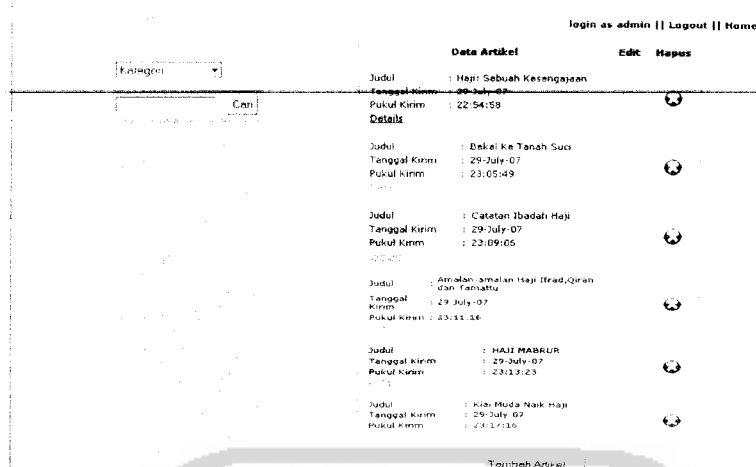 login as admin || Logout || Home
Data Artikel Edit Hapus
Kategori
Cari
Judul : Haji: Sebuah Kesengajaan
Tanggal Kirim : 29-July-07
Pukul Kirim : 22:54:58
Details
Judul : Bekal Ke Tanah Suci
Tanggal Kirim : 29-July-07
Pukul Kirim : 23:05:49
Judul : Catatan Ibadah Haji
Tanggal Kirim : 29-July-07
Pukul Kirim : 23:09:06
Judul : Amalan-amalan Haji Ifrad,Qiran
dan Tamattu
Tanggal : 29-July-07
Kirim
Pukul Kirim : 23:11:16
Judul : HAJI MABRUR
Tanggal Kirim : 29-July-07
Pukul Kirim : 23:13:23
Judul : Kiai Muda Naik Haji
Tanggal Kirim : 29-July-07
Pukul Kirim : 23:17:16
Tambah Artikel